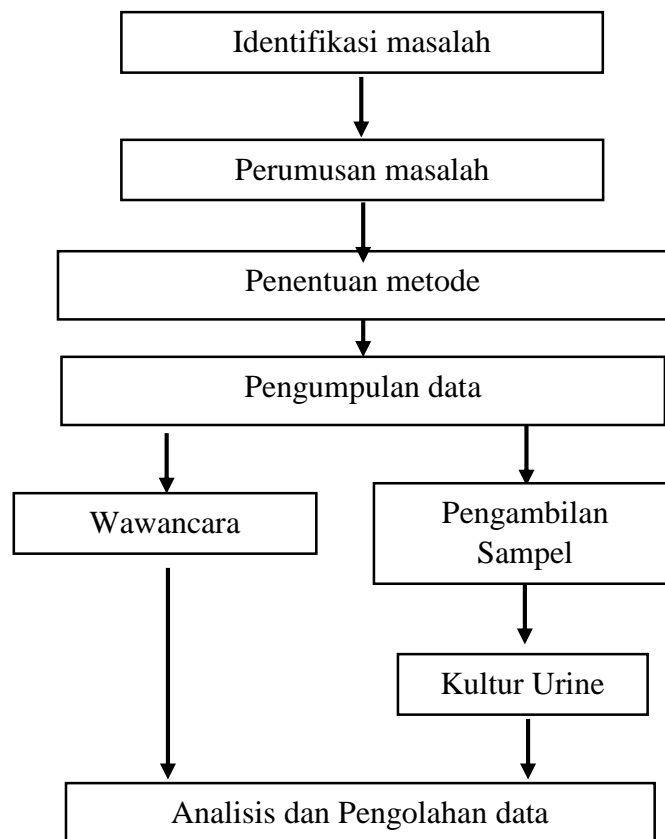 Identifikasi masalah
Perumusan masalah
Penentuan metode
Pengumpulan data
Wawancara
Pengambilan
Sampel
Kultur Urine
Analisis dan Pengolahan data